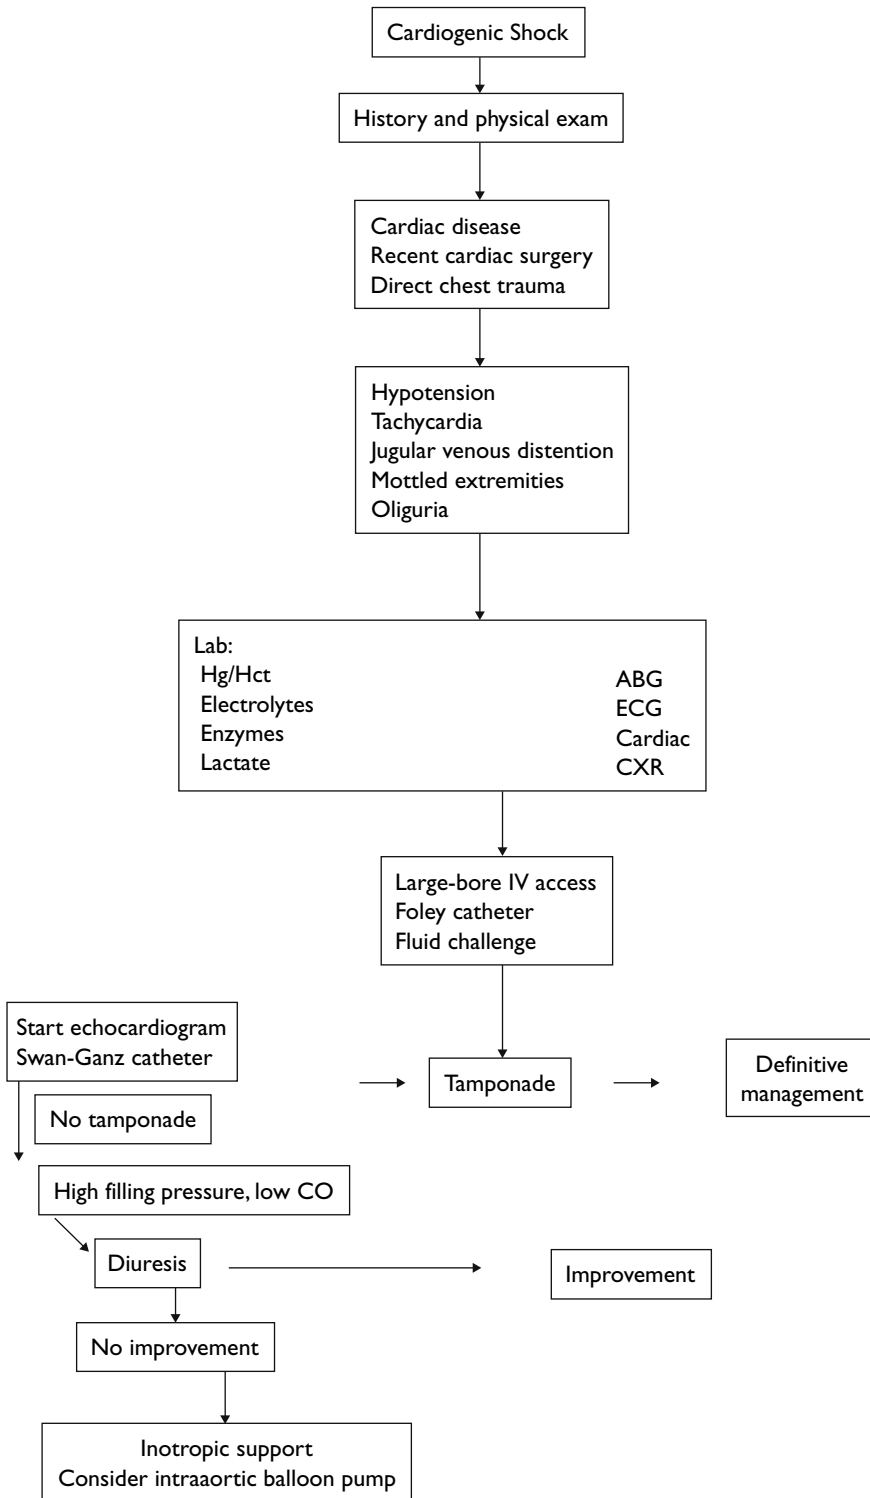 Cardiogenic Shock
History and physical exam
Cardiac disease
Recent cardiac surgery
Direct chest trauma
Hypotension
Tachycardia
Jugular venous distention
Mottled extremities
Oliguria
Lab:
Hg/Hct
Electrolytes
Enzymes
Lactate
ABG
ECG
Cardiac
CXR
Large-bore IV access
Foley catheter
Fluid challenge
Start echocardiogram
Swan-Ganz catheter
Tamponade
Definitive
management
No tamponade
High filling pressure, low CO
Diuresis
Improvement
No improvement
Inotropic support
Consider intraaortic balloon pump